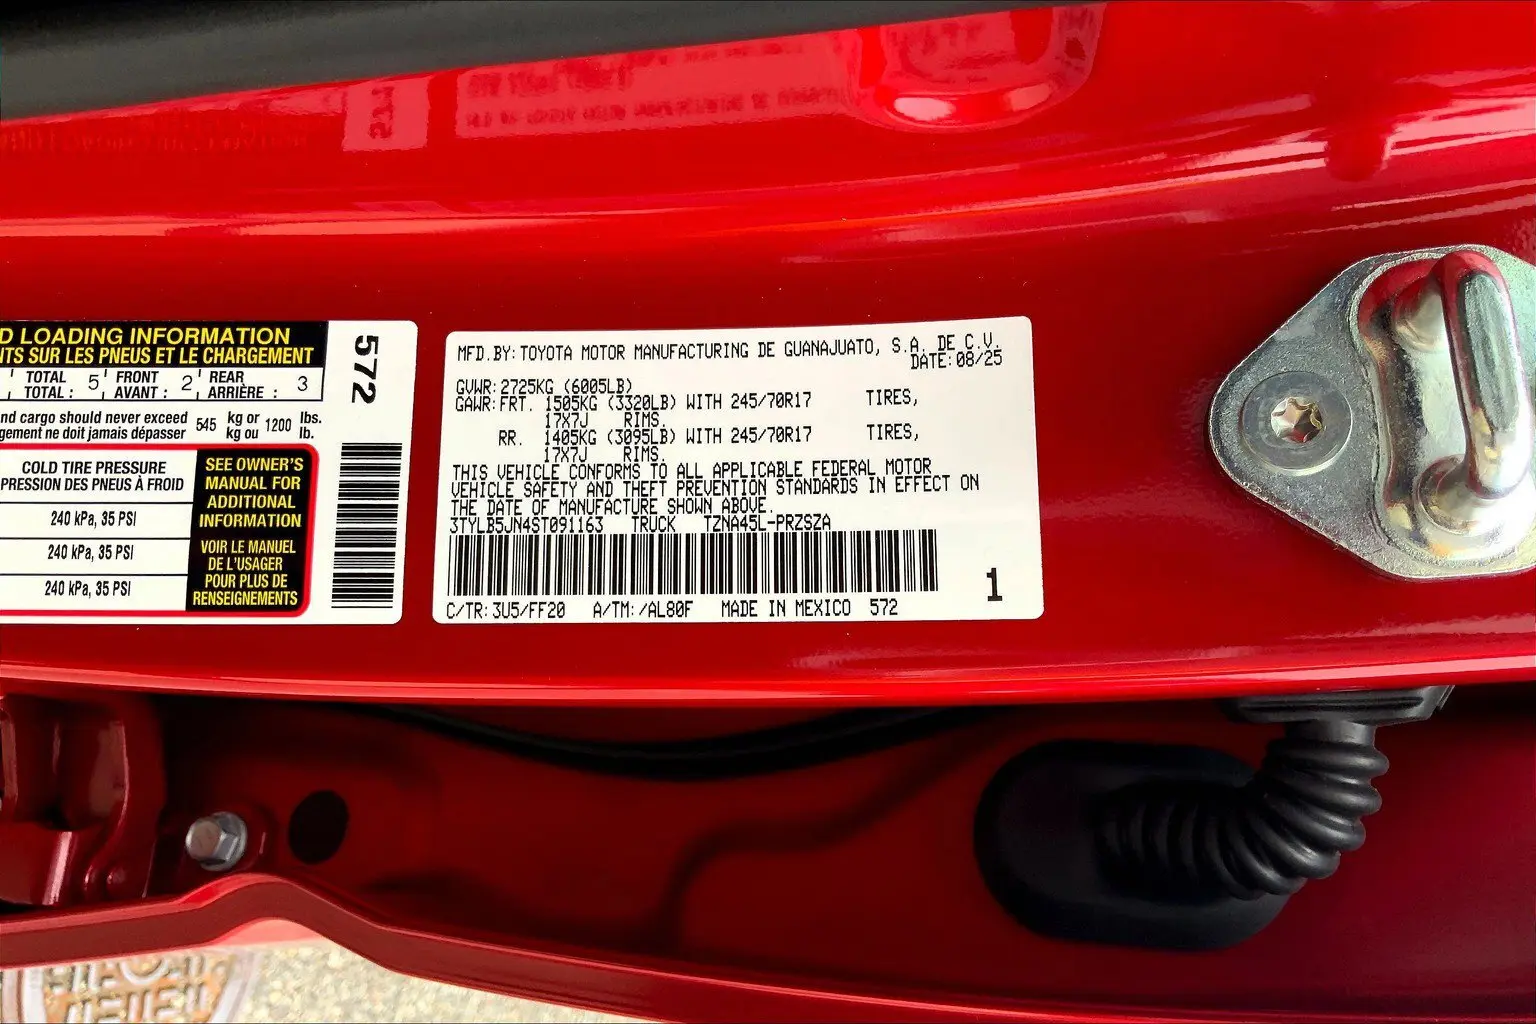 D LOADING INFORMATION
NTS SUR LES PNEUS ET LE CHARGEMENT
TOTAL 5 FRONT 2 REAR 3
TOTAL : AVANT : ARRIÈRE :
nd cargo should never exceed 545 kg or 1200 lbs.
gement ne doit jamais dépasser kg ou lb.
COLD TIRE PRESSURE
PRESSION DES PNEUS À FROID
240 kPa, 35 PSI
240 kPa, 35 PSI
240 kPa, 35 PSI
SEE OWNER'S
MANUAL FOR
ADDITIONAL
INFORMATION
VOIR LE MANUEL
DE L'USAGER
POUR PLUS DE
RENSEIGNEMENTS
572
MFD.BY:TOYOTA MOTOR MANUFACTURING DE GUANAJUATO, S.A. DE C.V.
DATE:08/25
GVWR:2725KG (6005LB)
GAWR:FRT. 1505KG (3320LB) WITH 245/70R17 TIRES,
17X7J RIMS.
RR. 1405KG (3095LB) WITH 245/70R17 TIRES,
17X7J RIMS.
THIS VEHICLE CONFORMS TO ALL APPLICABLE FEDERAL MOTOR
VEHICLE SAFETY AND THEFT PREVENTION STANDARDS IN EFFECT ON
THE DATE OF MANUFACTURE SHOWN ABOVE.
3TYLB5JN4ST091163 TRUCK TZNA45L-PRZSZA
1
C/TR:3U5/FF20 A/TM:/AL80F MADE IN MEXICO 572